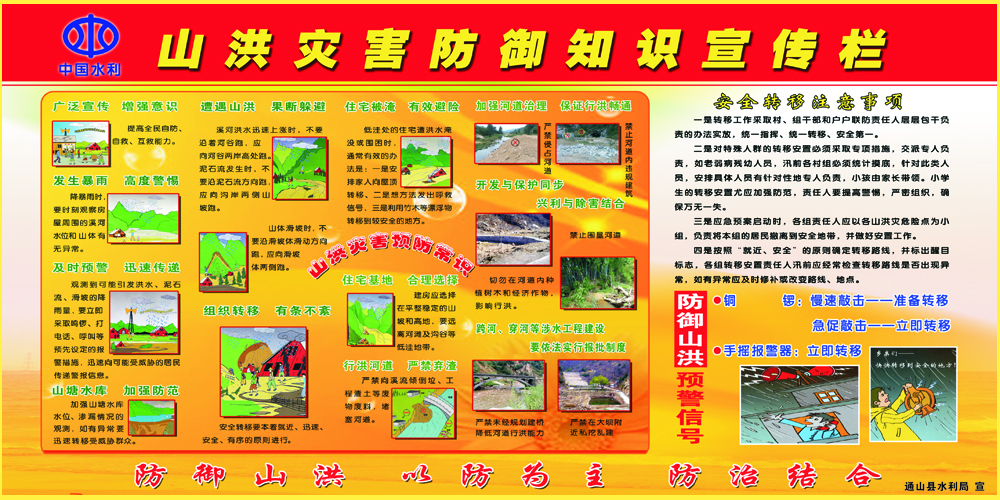 中国水利
山洪灾害防御知识宣传栏
广泛宣传 增强意识
提高全民自防、
自救、互救能力。
发生暴雨 高度警惕
降暴雨时，
要时刻观察房
屋周围的溪河
水位和山体有
无异常。
及时预警 迅速传递
观测到可能引发洪水、泥石
流、滑坡的降
雨量，要立即
采取鸣锣、打
电话、呼叫等
预先设定的报
警措施，迅速向可能受威胁的居民
传递警报信息。
山塘水库 加强防范
加强山塘水库
水位、渗漏情况的
观测，如有异常要
迅速转移受威胁群众。
遭遇山洪 果断躲避
溪河洪水迅速上涨时，不要
沿着河谷跑，应
向河谷两岸高处跑。
泥石流发生时，不
要沿泥石流方向跑，
应向沟岸两侧山
坡跑。
山体滑坡时，不
要沿滑坡体滑动方向
跑，应向滑坡
体两侧跑。
组织转移 有条不紊
安全转移要本着就近、迅速、
安全、有序的原则进行。
住宅被淹 有效避险
低洼处的住宅遭洪水淹
没或围困时，
通常有效的办
法是：一是安
排家人向屋顶
转移、二是想方法发出呼救
信号、三是利用竹木等漂浮物
转移到较安全的地方。
山洪灾害预防常识
住宅基地 合理选择
建房应选择
在平整稳定的山
坡和高地，要远
离河滩及沟谷等
低洼地带。
行洪河道 严禁弃渣
严禁向溪流倾倒垃、工
程渣土等废
物废料，堵
塞河道。
加强河道治理 保证行洪畅通
严禁侵占河道
禁止河道内违规建筑
开发与保护同步
兴利与除害结合
禁止围垦河道
切勿在河道内种
植树木和经济作物，
影响行洪。
跨河、穿河等涉水工程建设
要依法实行报批制度
严禁未经规划建桥
降低河道行洪能力
严禁在大坝附
近私挖乱建
安全转移注意事项
一是转移工作采取村、组干部和户户联防责任人层层包干负
责的办法实施，统一指挥、统一转移、安全第一。
二是对特殊人群的转移安置必须采取专项措施，交派专人负
责，如老弱病残幼人员，汛前各村组必须统计摸底，针对此类人
员，安排具体人员有针对性地专人负责，小孩由家长带领。小学生
的转移安置尤应加强防范，责任人要提高警惕，严密组织，确
保万无一失。
三是应急预案启动时，各组责任人应以各山洪灾危险点为小
组，负责将本组的居民撤离到安全地带，并做好安置工作。
四是按照“就近、安全”的原则确定转移路线，并标出醒目
标志，各组转移安置责任人汛前应经常检查转移路线是否出现异
常，如有异常应及时修补或改变路线、地点。
防御山洪预警信号
铜 锣：慢速敲击——准备转移
急促敲击——立即转移
手摇报警器：立即转移
乡亲们——
快快转移到安全的地方！
防御山洪 以防为主 防治结合
通山县水利局 宣